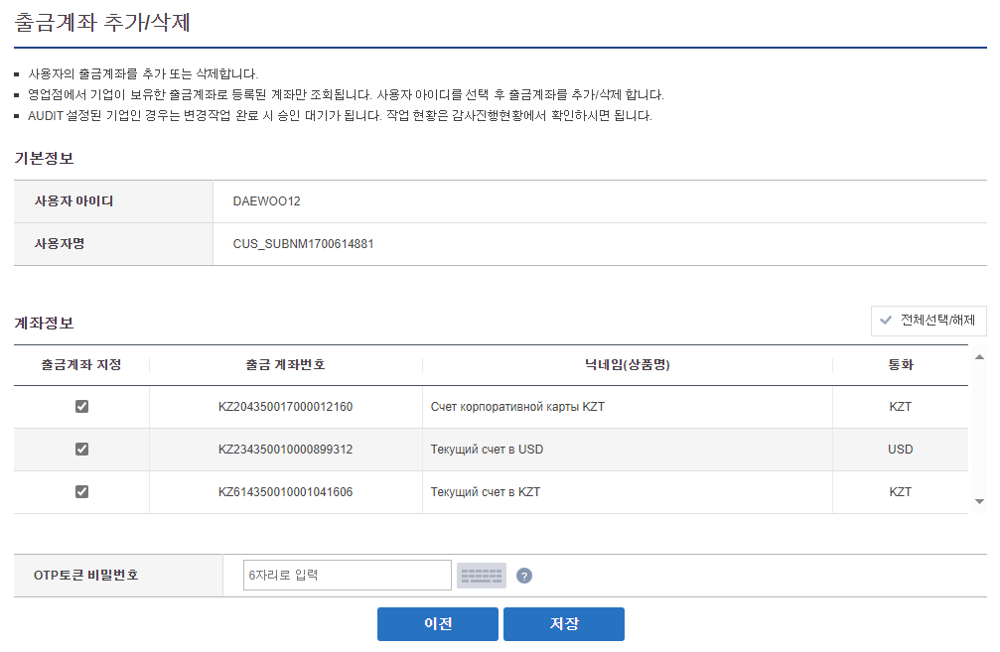 출금계좌 추가/삭제
사용자의 출금계좌를 추가 또는 삭제합니다.
영업점에서 기업이 보유한 출금계좌로 등록된 계좌만 조회됩니다. 사용자 아이디를 선택 후 출금계좌를 추가/삭제 합니다.
AUDIT 설정된 기업인 경우는 변경작업 완료 시 승인 대기가 됩니다. 작업 현황은 감사진행현황에서 확인하시면 됩니다.
기본정보
사용자 아이디 DAEWOO12
사용자명 CUS_SUBNM1700614881
계좌정보 전체선택/해제
출금계좌 지정 출금 계좌번호 닉네임(상품명) 통화
KZ204350017000012160 Счет корпоративной карты KZT KZT
KZ234350010000899312 Текущий счет в USD USD
KZ614350010001041606 Текущий счет в KZT KZT
OTP토큰 비밀번호 6자리로 입력 ?
이전 저장